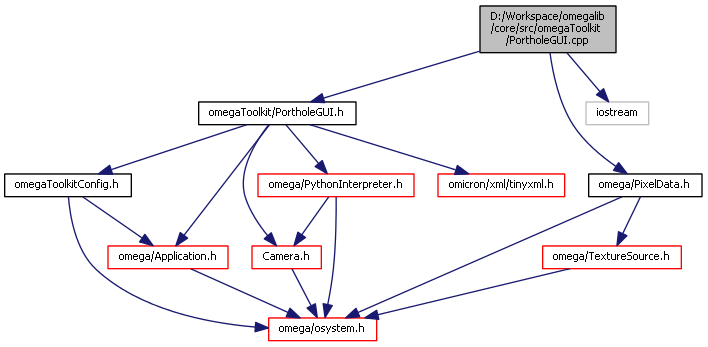 D:/Workspace/omegalib
/core/src/omegaToolkit
/PortholeGUI.cpp
omegaToolkit/PortholeGUI.h
iostream
omegaToolkitConfig.h
omega/PythonInterpreter.h
omicron/xml/tinyxml.h
omega/PixelData.h
omega/Application.h
Camera.h
omega/TextureSource.h
omega/osystem.h